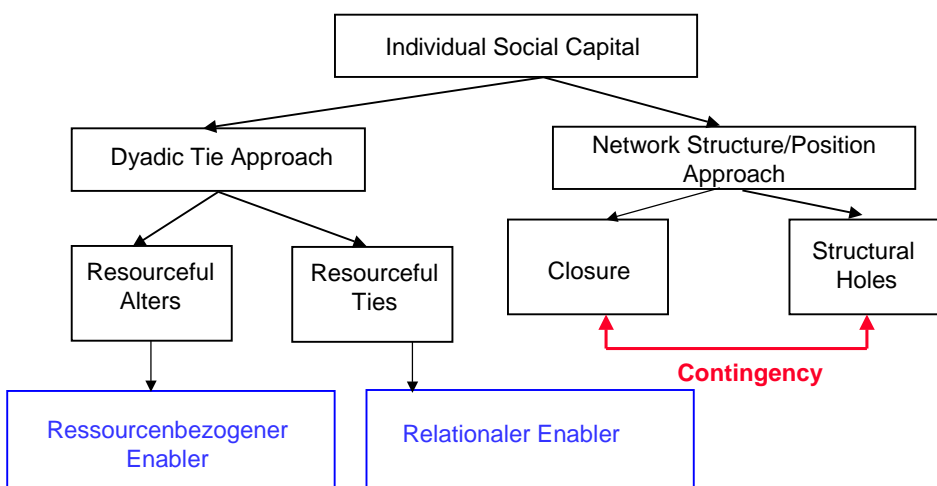 Individual Social Capital
Dyadic Tie Approach
Network Structure/Position
Approach
Resourceful
Alters
Resourceful
Ties
Closure
Structural
Holes
Contingency
Ressourcenbezogener
Enabler
Relationaler Enabler